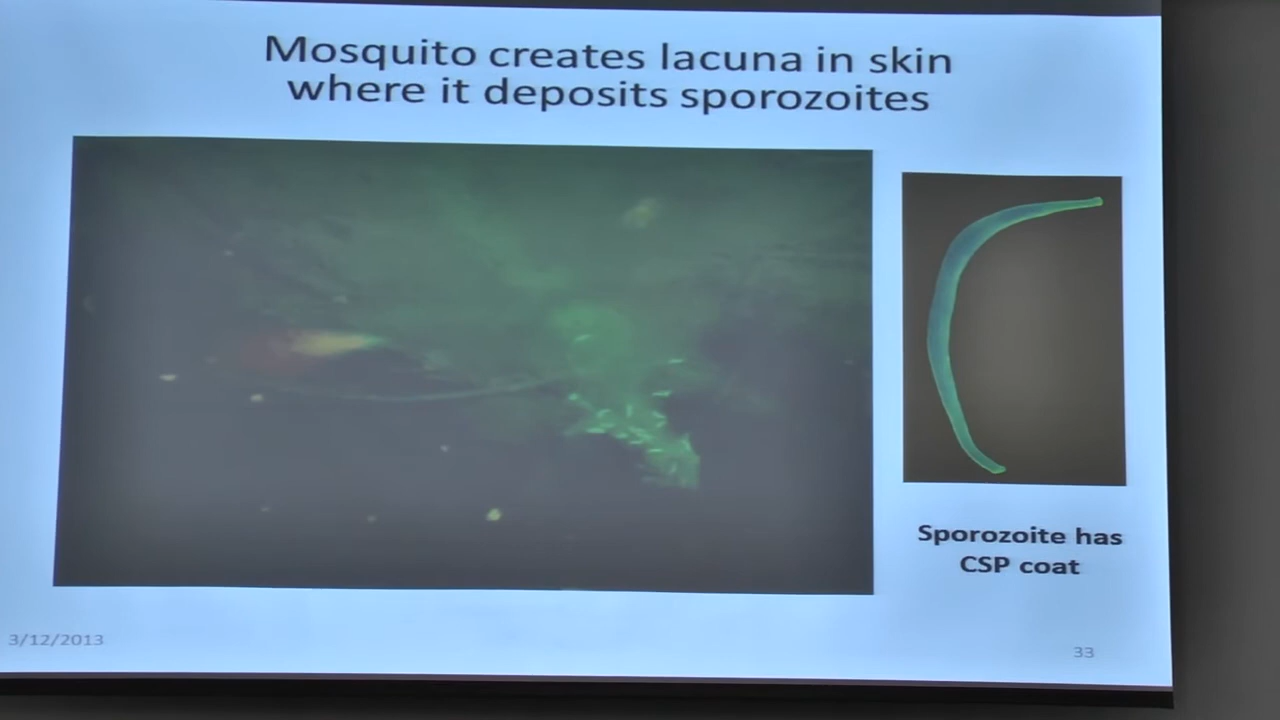 Mosquito creates lacuna in skin
where it deposits sporozoites
Sporozoite has
CSP coat
3/12/2013
33